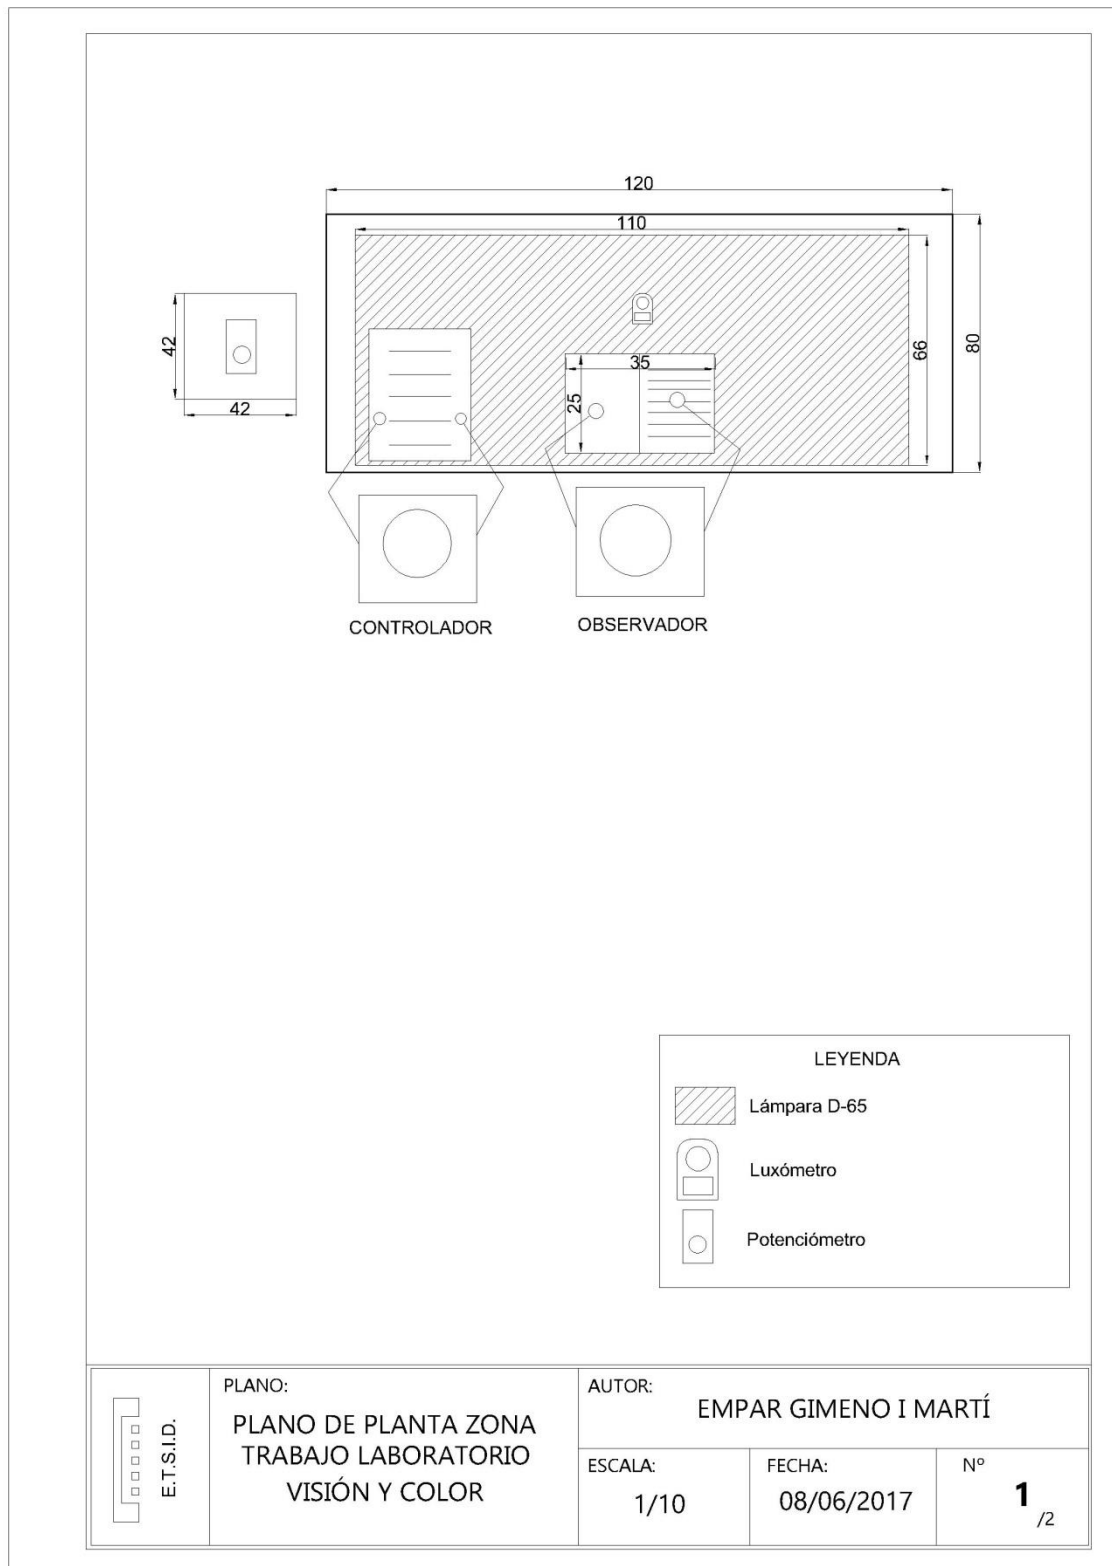 120
110
42
42
35
25
66
80
CONTROLADOR
OBSERVADOR
LEYENDA
Lámpara D-65
Luxómetro
Potenciómetro
E.T.S.I.D.
PLANO:
PLANO DE PLANTA ZONA
TRABAJO LABORATORIO
VISIÓN Y COLOR
AUTOR:
EMPAR GIMENO I MARTÍ
ESCALA:
1/10
FECHA:
08/06/2017
Nº
1
/2